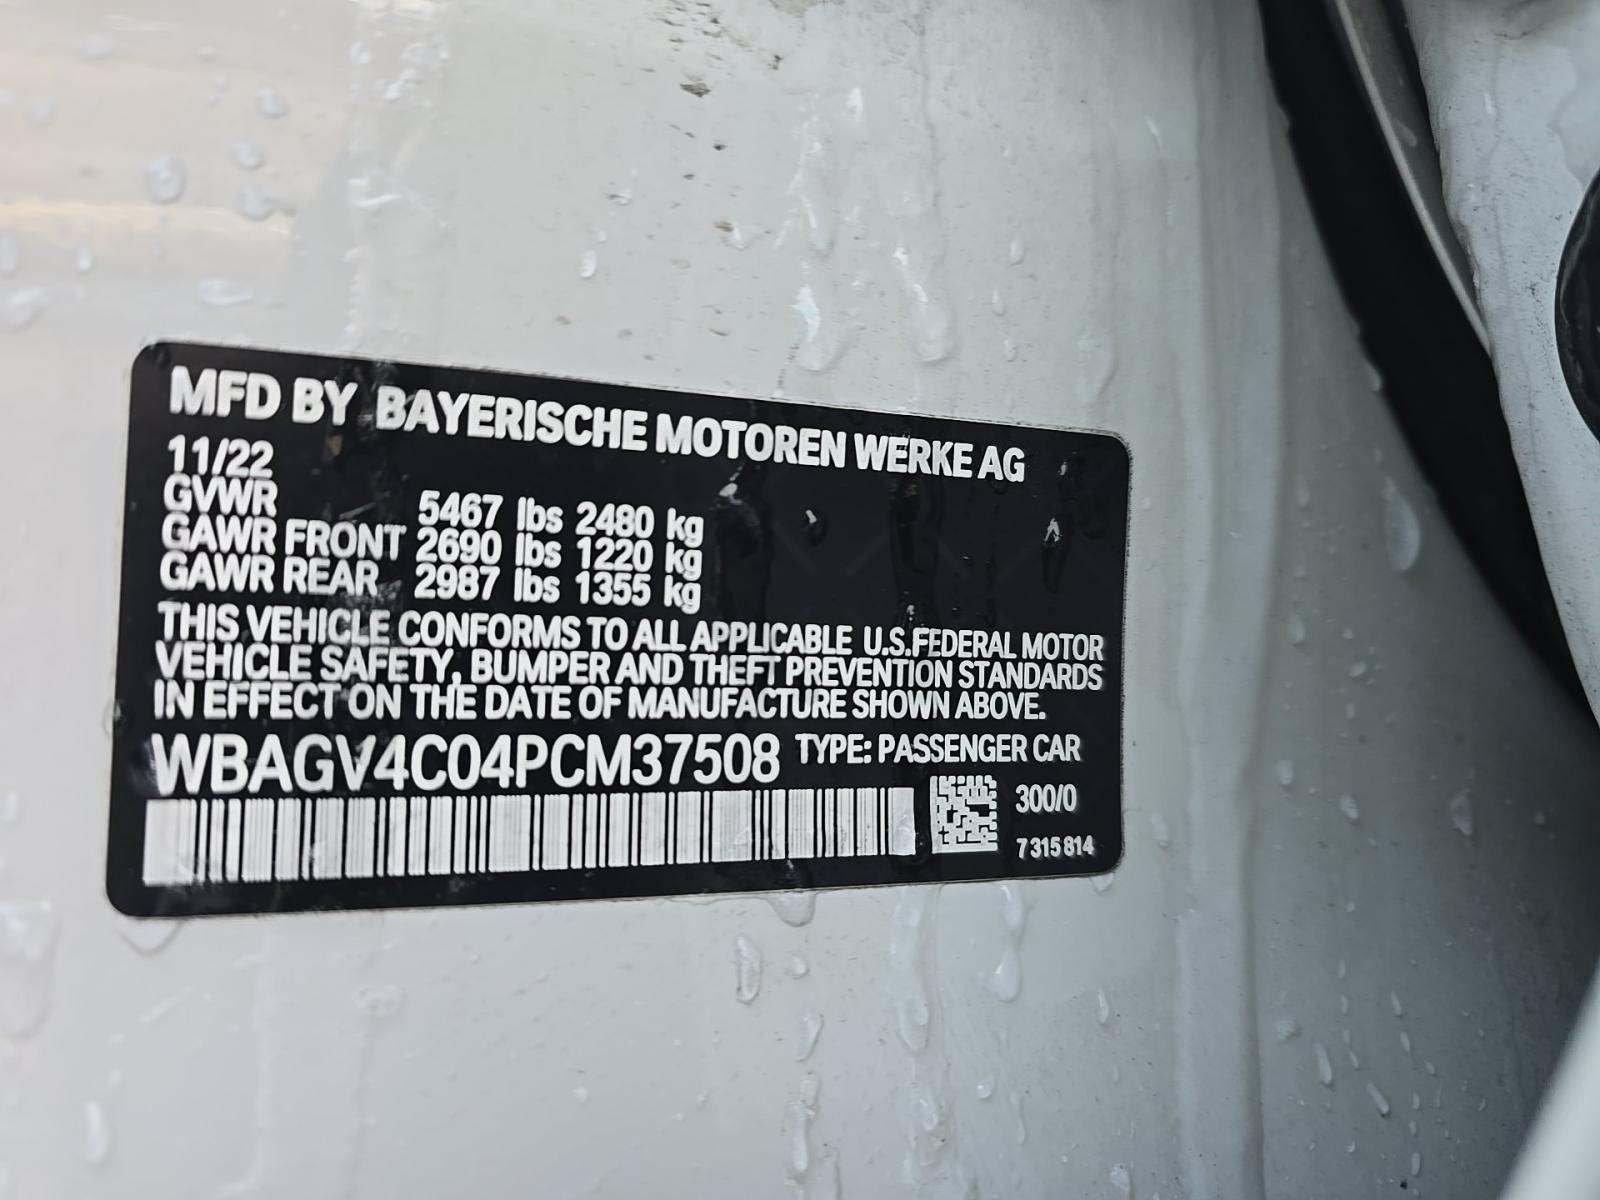 MFD BY BAYERISCHE MOTOREN WERKE AG
11/22
GVWR 5467 lbs 2480 kg
GAWR FRONT 2690 lbs 1220 kg
GAWR REAR 2987 lbs 1355 kg
THIS VEHICLE CONFORMS TO ALL APPLICABLE U.S.FEDERAL MOTOR
VEHICLE SAFETY, BUMPER AND THEFT PREVENTION STANDARDS
IN EFFECT ON THE DATE OF MANUFACTURE SHOWN ABOVE.
WBAGV4C04PCM37508 TYPE: PASSENGER CAR
300/0
7 315 814